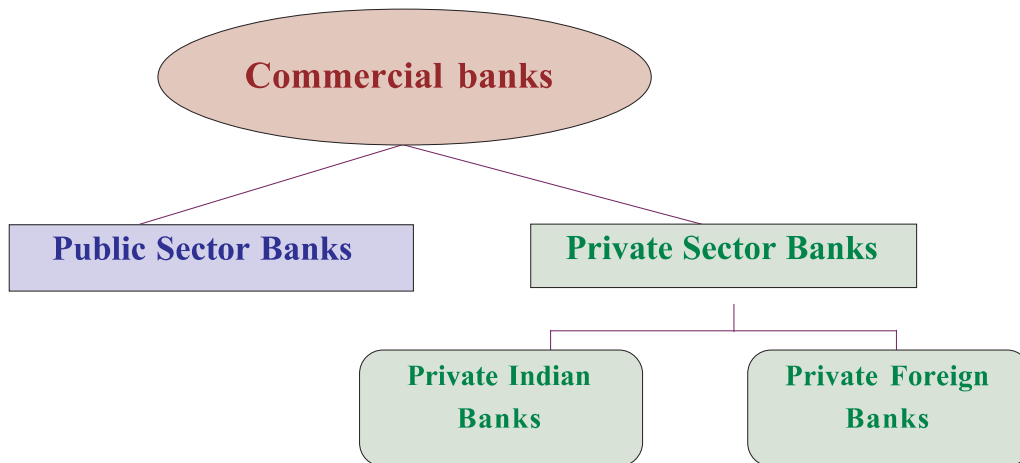 Commercial banks
Public Sector Banks
Private Sector Banks
Private Indian
Banks
Private Foreign
Banks